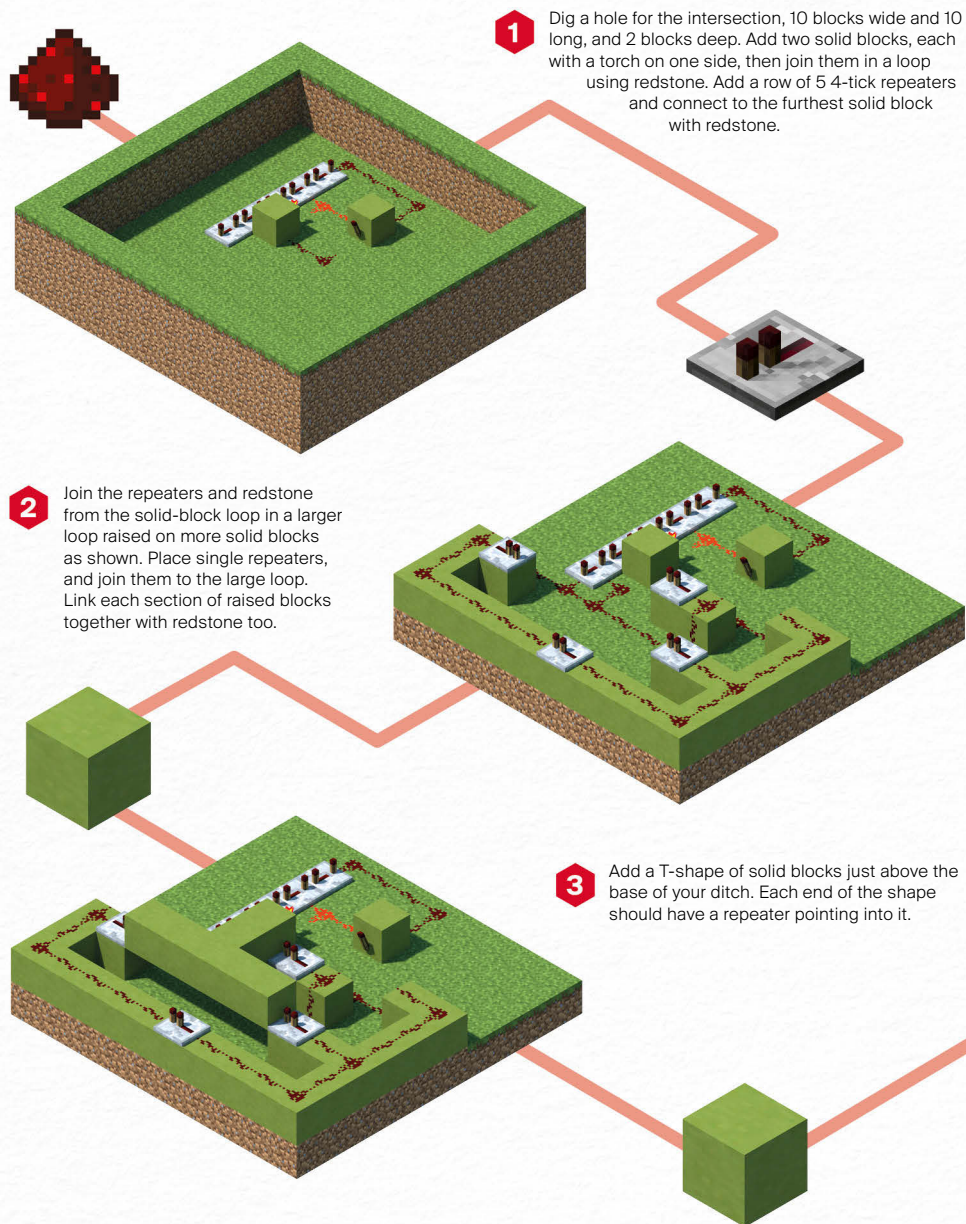 1
Dig a hole for the intersection, 10 blocks wide and 10
long, and 2 blocks deep. Add two solid blocks, each
with a torch on one side, then join them in a loop
using redstone. Add a row of 5 4-tick repeaters
and connect to the furthest solid block
with redstone.
2
Join the repeaters and redstone
from the solid-block loop in a larger
loop raised on more solid blocks
as shown. Place single repeaters,
and join them to the large loop.
Link each section of raised blocks
together with redstone too.
3
Add a T-shape of solid blocks just above the
base of your ditch. Each end of the shape
should have a repeater pointing into it.